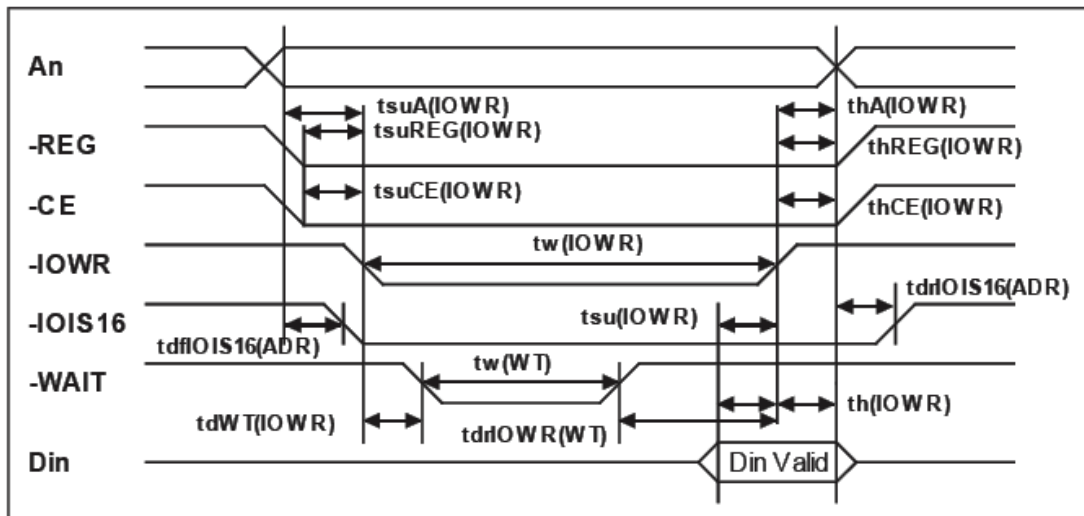 An
tsuA(IOWR)
thA(IOWR)
tsuREG(IOWR)
-REG
thREG(IOWR)
tsuCE(IOWR)
-CE
thCE(IOWR)
tw(IOWR)
-IOWR
tdrIOIS16(ADR)
-IOIS16
tsu(IOWR)
tdfIOIS16(ADR)
tw(WT)
-WAIT
th(IOWR)
tdWT(IOWR)
tdrIOWR(WT)
Din
Din Valid